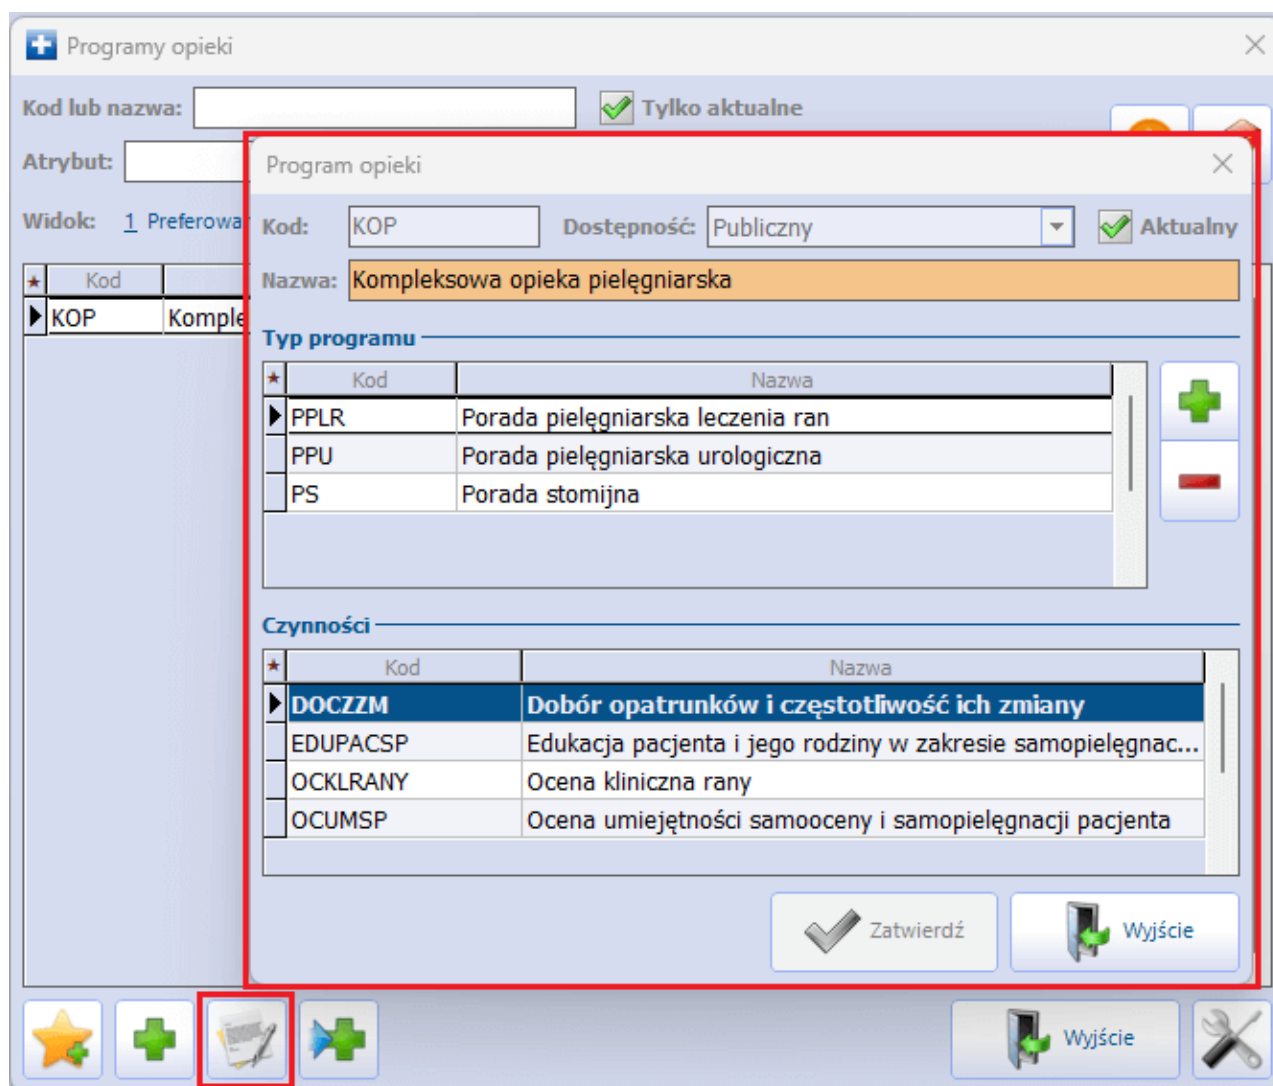 Programy opieki
Kod lub nazwa: Tylko aktualne
Atrybut:
Widok: 1 Preferowa
Kod
KOP Komple
Program opieki
Kod: KOP Dostępność: Publiczny Aktualny
Nazwa: Kompleksowa opieka pielęgniarska
Typ programu
Kod Nazwa
PPLR Porada pielęgniarska leczenia ran
PPU Porada pielęgniarska urologiczna
PS Porada stomijna
Czynności
Kod Nazwa
DOCZZM Dobór opatrunków i częstotliwość ich zmiany
EDUPACSP Edukacja pacjenta i jego rodziny w zakresie samopielęgnac...
OCKLRANY Ocena kliniczna rany
OCUMSP Ocena umiejętności samooceny i samopielęgnacji pacjenta
Zatwierdź Wyjście
Wyjście